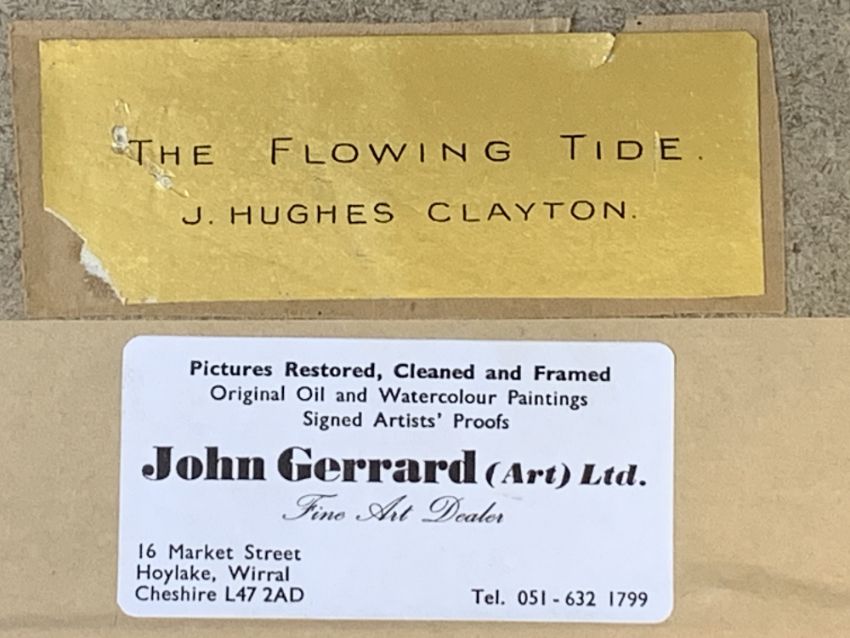 THE FLOWING TIDE.
J. HUGHES CLAYTON.
Pictures Restored, Cleaned and Framed
Original Oil and Watercolour Paintings
Signed Artists' Proofs
John Gerrard (Art) Ltd.
Fine Art Dealer
16 Market Street
Hoylake, Wirral
Cheshire L47 2AD
Tel. 051 - 632 1799